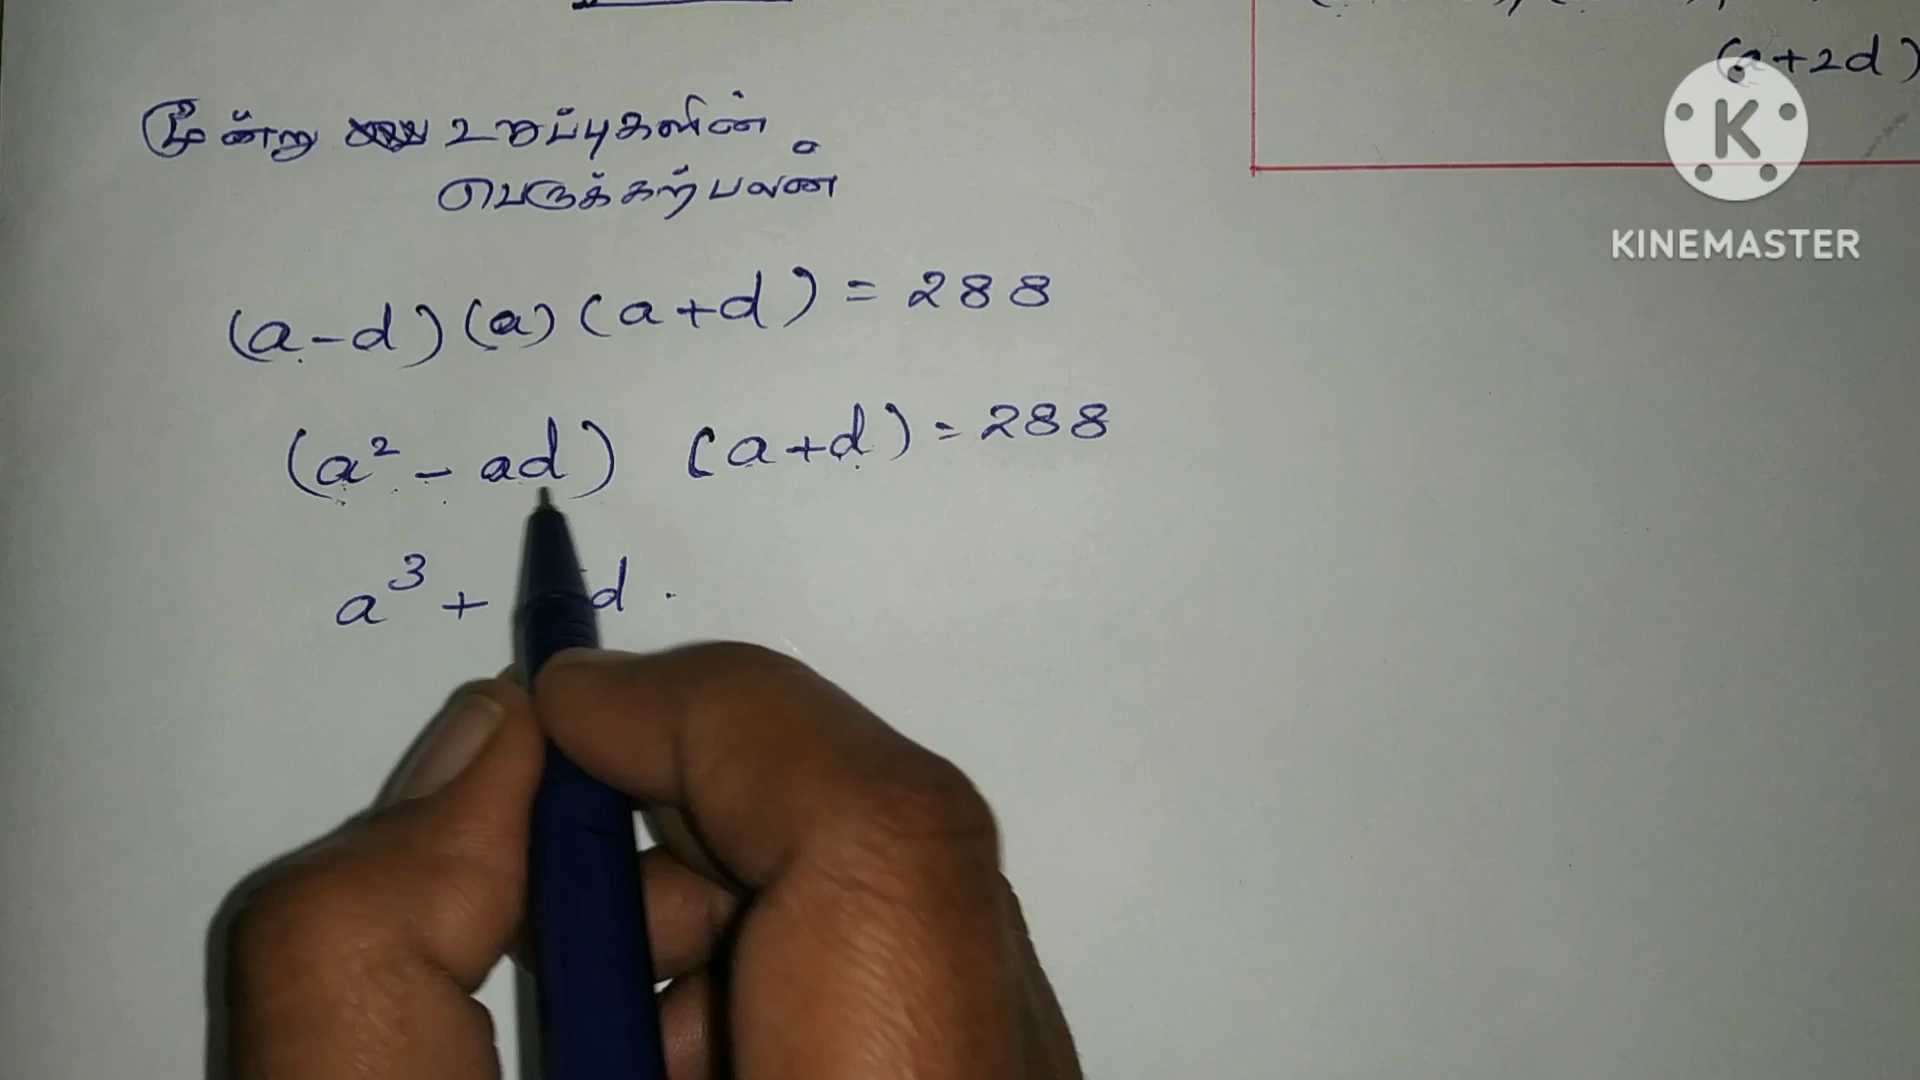 (a+2d)
KINEMASTER
மூன்று உறுப்புகளின்
பெருக்கற்பலன்
(a-d) (a) (a+d) = 288
(a² - ad) (a+d) = 288
a³ + d